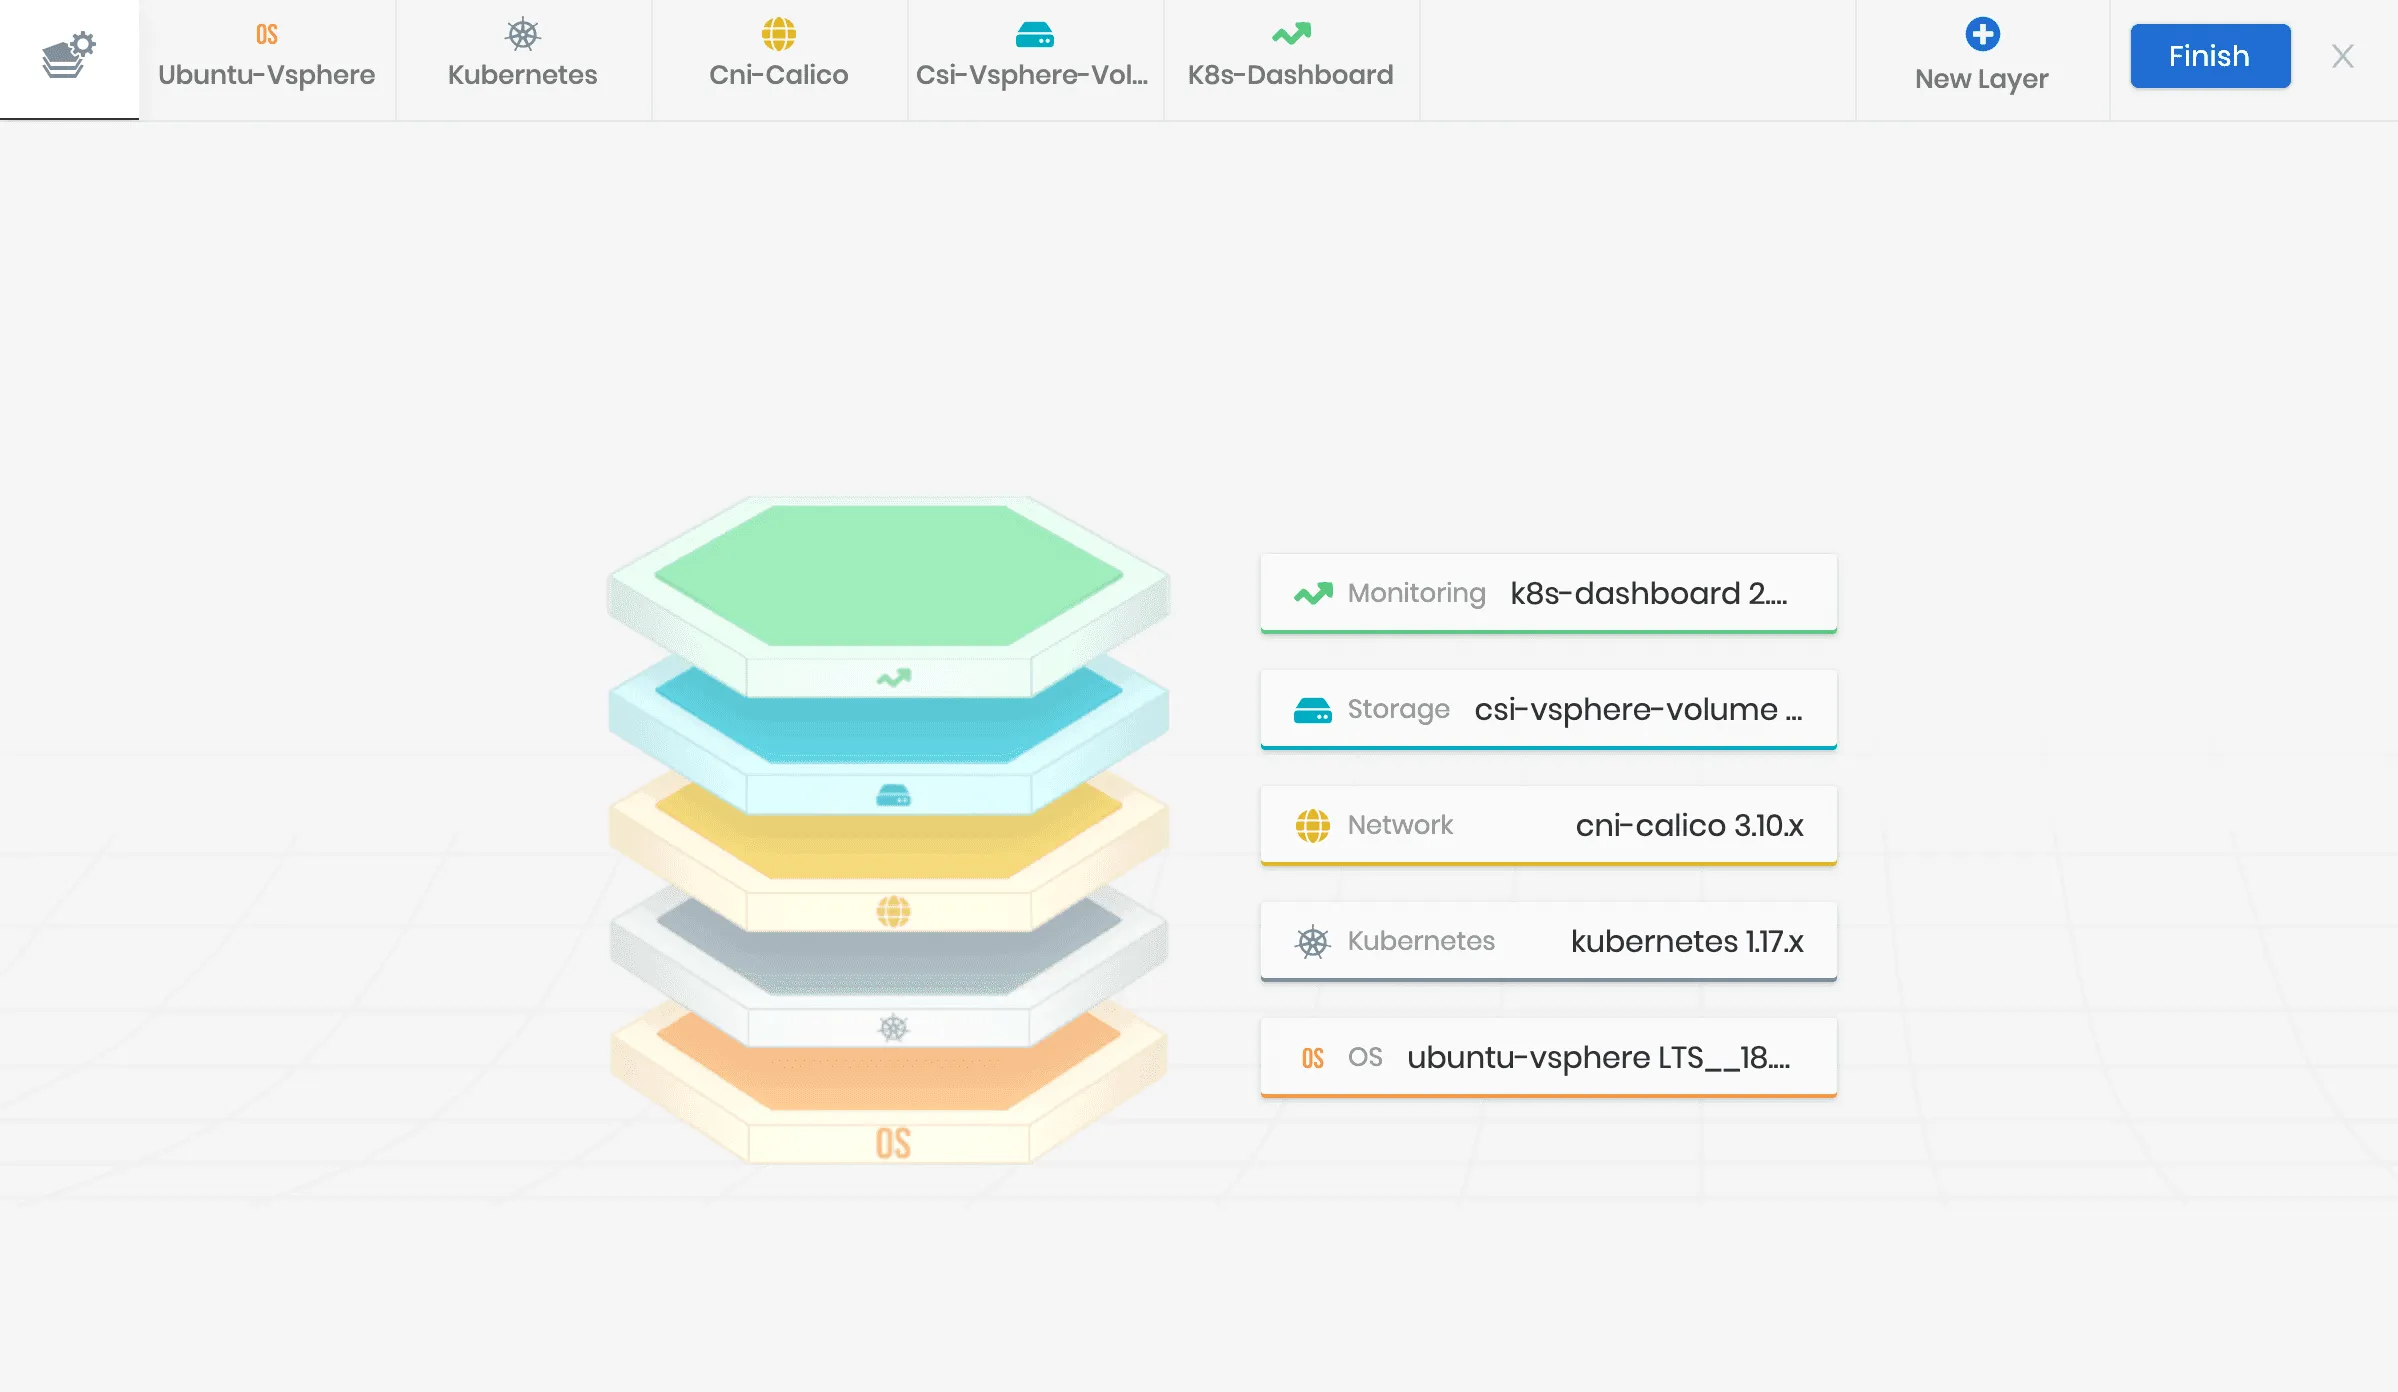 OS
Ubuntu-Vsphere
Kubernetes
Cni-Calico
Csi-Vsphere-Vol...
K8s-Dashboard
New Layer
Finish
Monitoring k8s-dashboard 2....
Storage csi-vsphere-volume ...
Network cni-calico 3.10.x
Kubernetes kubernetes 1.17.x
OS OS ubuntu-vsphere LTS__18....
OS